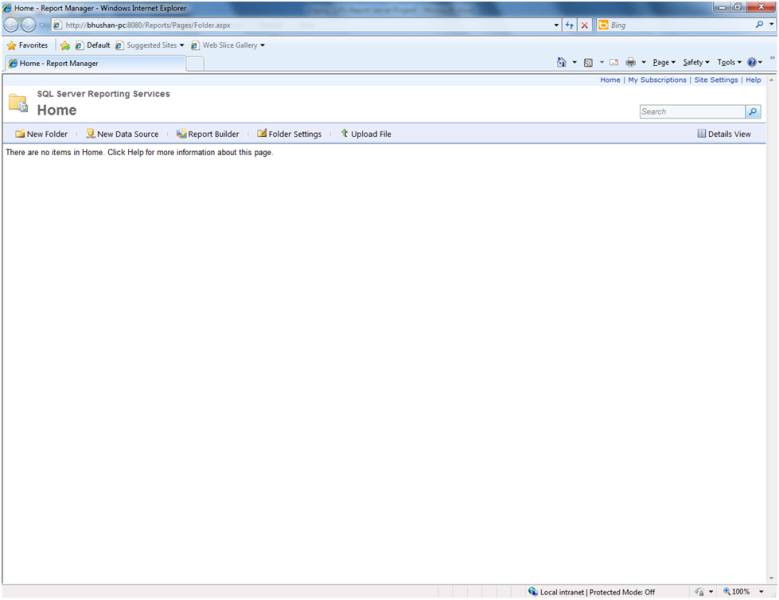 Home - Report Manager - Windows Internet Explorer
http://bhushan-pc:8080/Reports/Pages/Folder.aspx
Bing
Favorites Default Suggested Sites Web Slice Gallery
Home - Report Manager
Page Safety Tools
Home | My Subscriptions | Site Settings | Help
SQL Server Reporting Services
Home
Search
New Folder New Data Source Report Builder Folder Settings Upload File Details View
There are no items in Home. Click Help for more information about this page.
Local intranet | Protected Mode: Off 100%